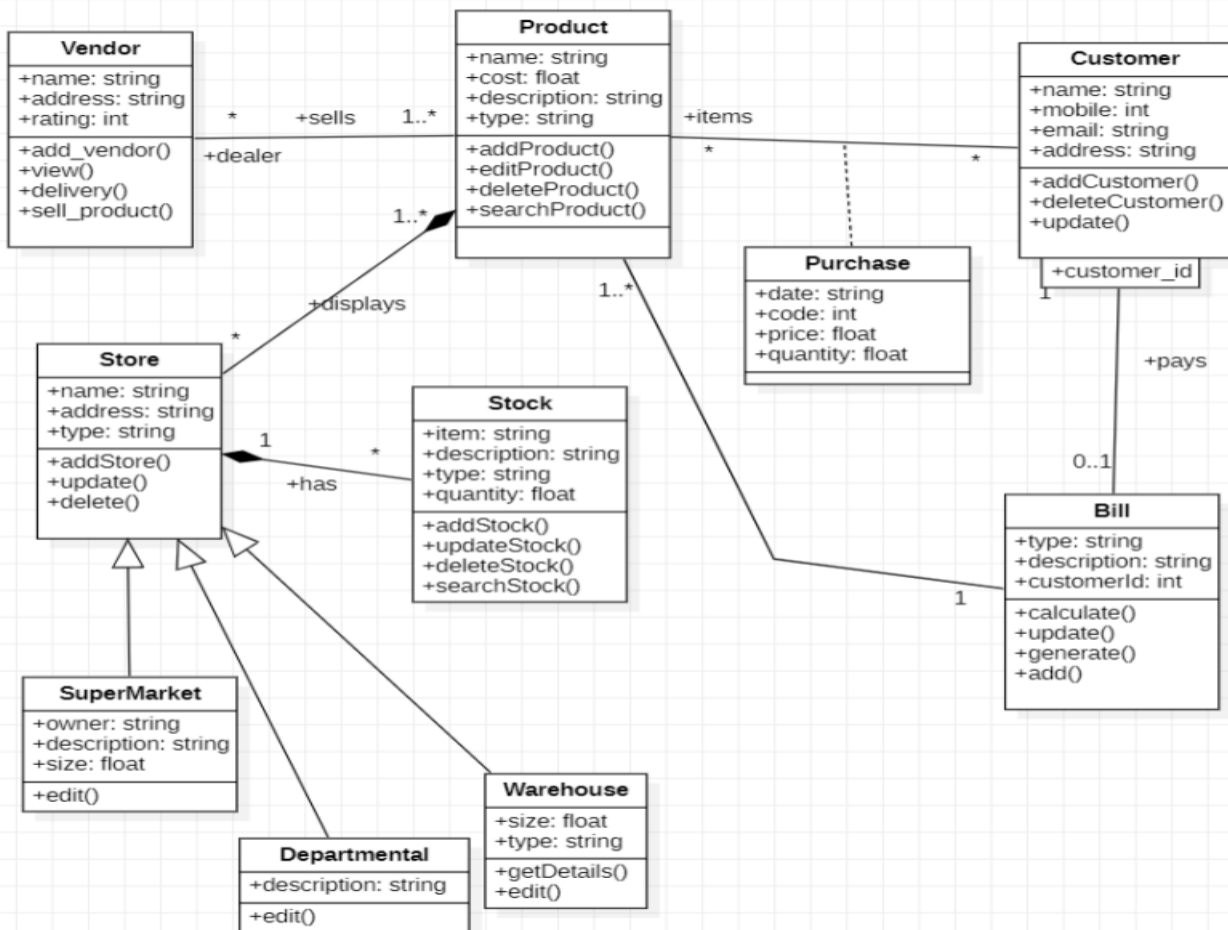 Vendor
+name: string
+address: string
+rating: int
+add_vendor()
+view()
+delivery()
+sell_product()
*
+sells
1..*
+dealer
Product
+name: string
+cost: float
+description: string
+type: string
+addProduct()
+editProduct()
+deleteProduct()
+searchProduct()
+items
*
*
Customer
+name: string
+mobile: int
+email: string
+address: string
+addCustomer()
+deleteCustomer()
+update()
+customer_id
1
+pays
0..1
Purchase
+date: string
+code: int
+price: float
+quantity: float
1..*
+displays
*
1..*
1
Store
+name: string
+address: string
+type: string
+addStore()
+update()
+delete()
1
*
+has
Stock
+item: string
+description: string
+type: string
+quantity: float
+addStock()
+updateStock()
+deleteStock()
+searchStock()
Bill
+type: string
+description: string
+customerId: int
+calculate()
+update()
+generate()
+add()
SuperMarket
+owner: string
+description: string
+size: float
+edit()
Departmental
+description: string
+edit()
Warehouse
+size: float
+type: string
+getDetails()
+edit()